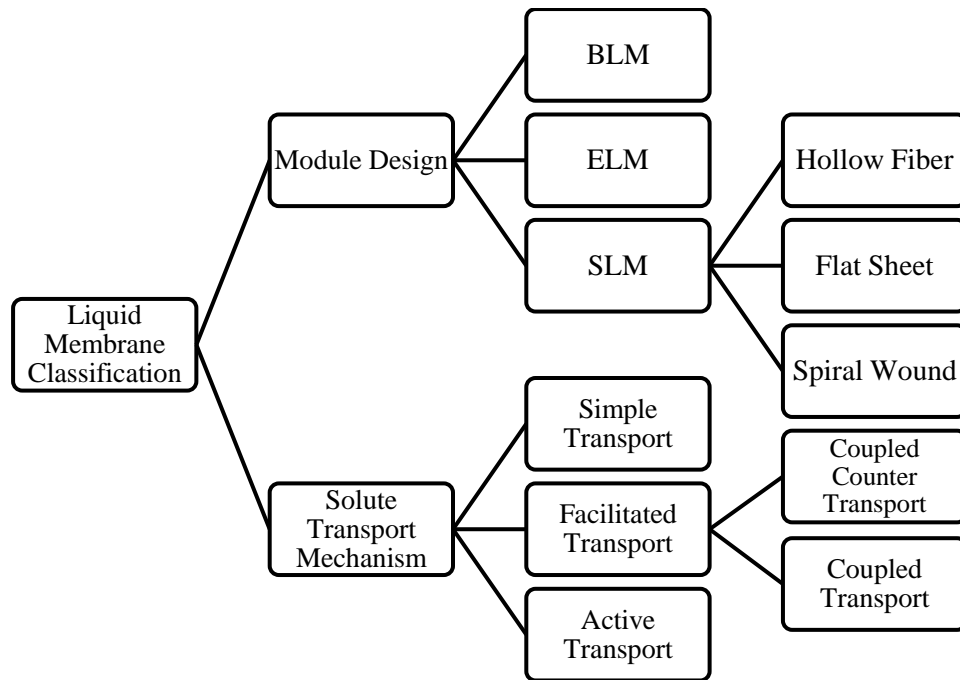 Liquid
Membrane
Classification
Module Design
BLM
ELM
SLM
Hollow Fiber
Flat Sheet
Spiral Wound
Solute
Transport
Mechanism
Simple
Transport
Facilitated
Transport
Active
Transport
Coupled
Counter
Transport
Coupled
Transport